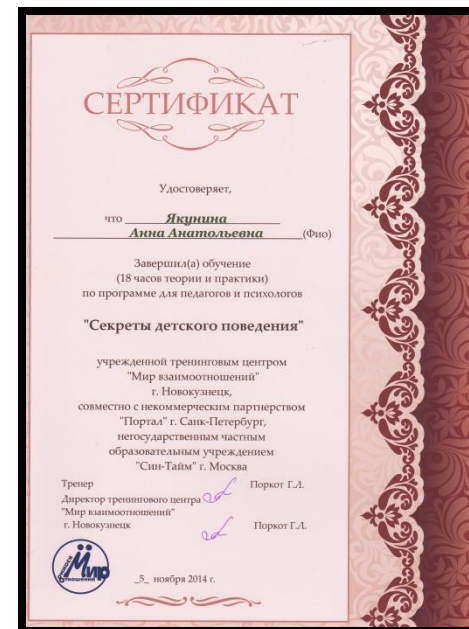 СЕРТИФИКАТ
Удостоверяет,
что Якунина
Анна Анатольевна (Фио)
Завершил(а) обучение
(18 часов теории и практики)
по программе для педагогов и психологов
"Секреты детского поведения"
учрежденной тренинговым центром
"Мир взаимоотношений"
г. Новокузнецк,
совместно с некоммерческим партнерством
"Портал" г. Санк-Петербург,
негосударственным частным
образовательным учреждением
"Син-Тайм" г. Москва
Тренер Поркот Г.Л.
Директор тренингового центра
"Мир взаимоотношений"
г. Новокузнецк Поркот Г.Л.
Мир
_5_ ноября 2014 г.